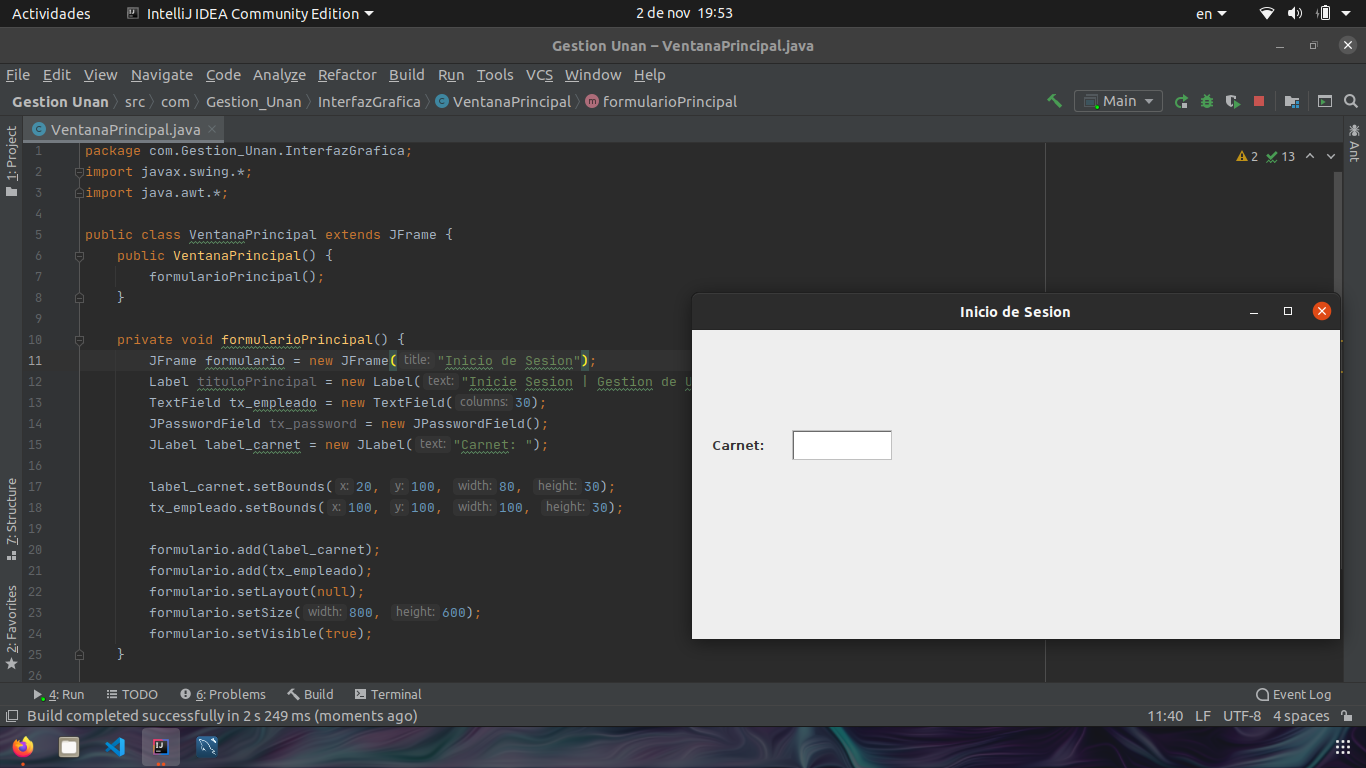 Actividades IntelliJ IDEA Community Edition 2 de nov 19:53 en
Gestion Unan – VentanaPrincipal.java
File Edit View Navigate Code Analyze Refactor Build Run Tools VCS Window Help
Gestion Unan src com Gestion_Unan InterfazGrafica VentanaPrincipal formularioPrincipal Main
VentanaPrincipal.java
1: Project
Ant
2 13
1 package com.Gestion_Unan.InterfazGrafica;
2 import javax.swing.*;
3 import java.awt.*;
4
5 public class VentanaPrincipal extends JFrame {
6 public VentanaPrincipal() {
7 formularioPrincipal();
8 }
9
10 private void formularioPrincipal() {
11 JFrame formulario = new JFrame( title: "Inicio de Sesion");
12 Label tituloPrincipal = new Label( text: "Inicie Sesion | Gestion de
13 TextField tx_empleado = new TextField( columns: 30);
14 JPasswordField tx_password = new JPasswordField();
15 JLabel label_carnet = new JLabel( text: "Carnet: ");
16
17 label_carnet.setBounds( x: 20, y: 100, width: 80, height: 30);
18 tx_empleado.setBounds( x: 100, y: 100, width: 100, height: 30);
19
20 formulario.add(label_carnet);
21 formulario.add(tx_empleado);
22 formulario.setLayout(null);
23 formulario.setSize( width: 800, height: 600);
24 formulario.setVisible(true);
25 }
26
Inicio de Sesion
Carnet:
7: Structure
2: Favorites
4: Run TODO 6: Problems Build Terminal Event Log
Build completed successfully in 2 s 249 ms (moments ago) 11:40 LF UTF-8 4 spaces